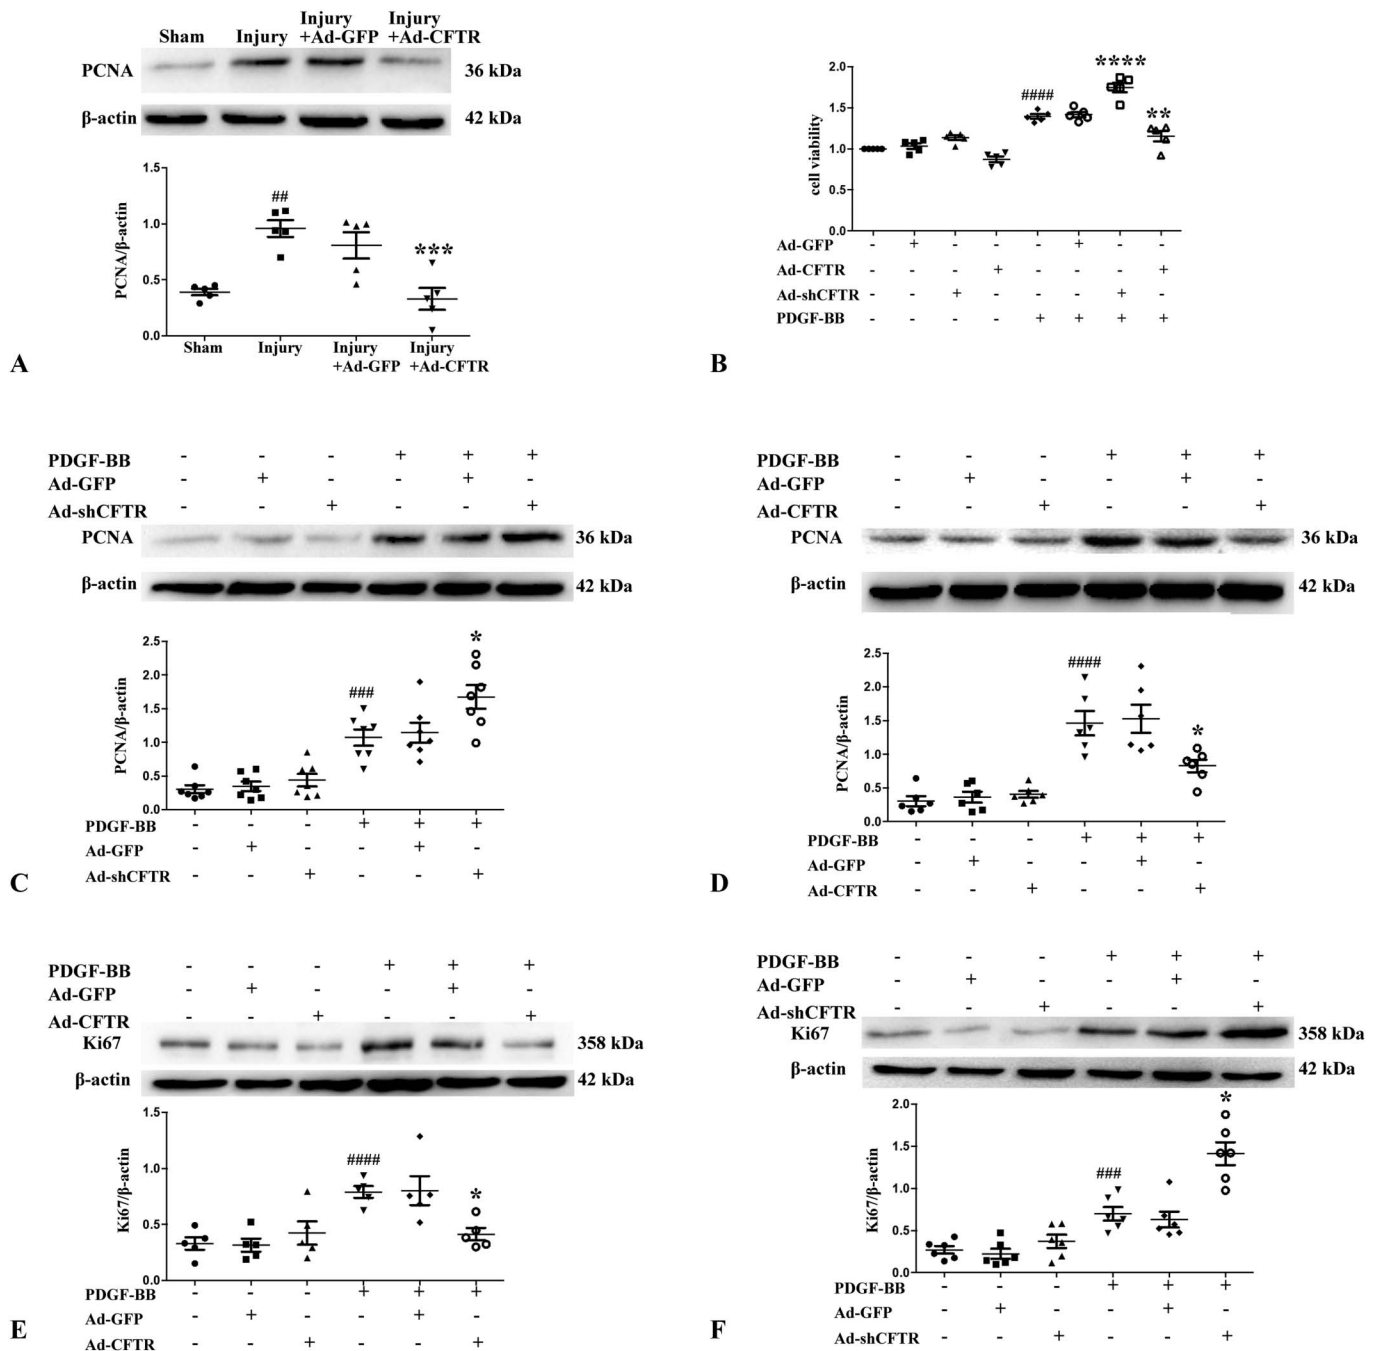 Injury Injury
Sham Injury +Ad-GFP +Ad-CFTR
PCNA 36 kDa
β-actin 42 kDa
1.5
##
1.0
***
0.5
0.0
PCNA/β-actin
Sham Injury Injury Injury
+Ad-GFP +Ad-CFTR
A
2.0
****
####
1.5
**
1.0
0.5
0.0
cell viability
Ad-GFP - + - - - + - -
Ad-CFTR - - - + - - - +
Ad-shCFTR - - + - - - + -
PDGF-BB - - - - + + + +
B
PDGF-BB - - - + + +
Ad-GFP - + - - + -
Ad-shCFTR - - + - - +
PCNA 36 kDa
β-actin 42 kDa
2.5
*
2.0
###
1.5
1.0
0.5
0.0
PCNA/β-actin
PDGF-BB - - - + + +
Ad-GFP - + - - + -
Ad-shCFTR - - + - - +
C
PDGF-BB - - - + + +
Ad-GFP - + - - + -
Ad-CFTR - - + - - +
PCNA 36 kDa
β-actin 42 kDa
2.5
####
2.0
1.5
*
1.0
0.5
0.0
PCNA/β-actin
PDGF-BB - - - + + +
Ad-GFP - + - - + -
Ad-CFTR - - + - - +
D
PDGF-BB - - - + + +
Ad-GFP - + - - + -
Ad-CFTR - - + - - +
Ki67 358 kDa
β-actin 42 kDa
1.5
####
1.0
*
0.5
0.0
Ki67/β-actin
PDGF-BB - - - + + +
Ad-GFP - + - - + -
Ad-CFTR - - + - - +
E
PDGF-BB - - - + + +
Ad-GFP - + - - + -
Ad-shCFTR - - + - - +
Ki67 358 kDa
β-actin 42 kDa
2.0
*
1.5
###
1.0
0.5
0.0
Ki67/β-actin
PDGF-BB - - - + + +
Ad-GFP - + - - + -
Ad-shCFTR - - + - - +
F